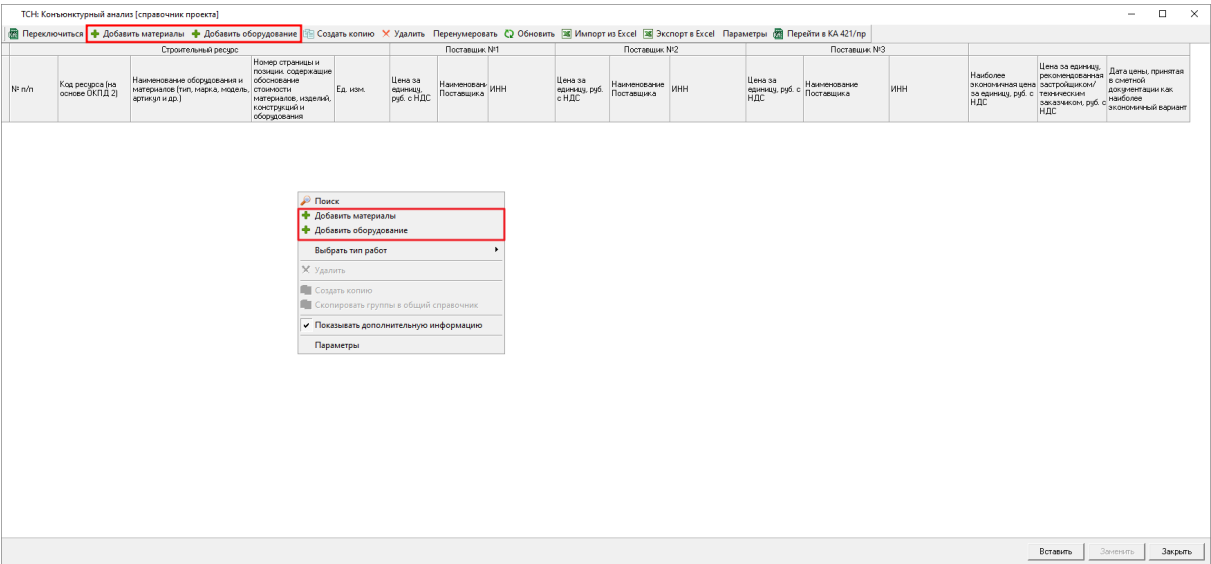 ТСН: Конъюнктурный анализ [справочник проекта]
Переключиться Добавить материалы Добавить оборудование Создать копию Удалить Перенумеровать Обновить Импорт из Excel Экспорт в Excel Параметры Перейти в КА 421/пр
Строительный ресурс Поставщик №1 Поставщик №2 Поставщик №3
№ п/п
Код ресурса (на
основе ОКПД 2)
Наименование оборудования и
материалов (тип, марка, модель,
артикул и др.)
Номер страницы и
позиции, содержащие
обоснование
стоимости
материалов, изделий,
конструкций и
оборудования
Ед. изм.
Цена за
единицу,
руб. с НДС
Наименовани
Поставщика
ИНН
Цена за
единицу, руб.
с НДС
Наименование
Поставщика
ИНН
Цена за
единицу, руб. с
НДС
Наименование
Поставщика
ИНН
Наиболее
экономичная цена
за единицу, руб. с
НДС
Цена за единицу,
рекомендованная
застройщиком/
техническим
заказчиком, руб. с
НДС
Дата цены, принятая
в сметной
документации как
наиболее
экономичный вариант
Поиск
Добавить материалы
Добавить оборудование
Выбрать тип работ
Удалить
Создать копию
Скопировать группы в общий справочник
Показывать дополнительную информацию
Параметры
Вставить Заменить Закрыть